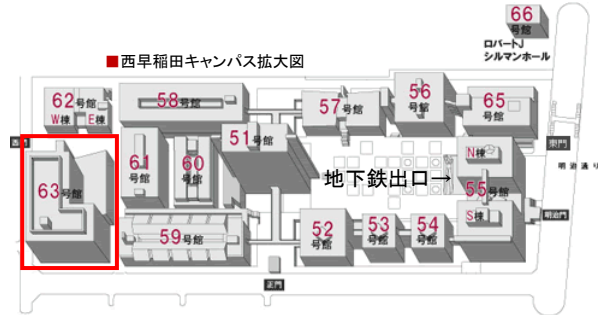 66
号館
ロバートJ
シルマンホール
■西早稲田キャンパス拡大図
62号館
W棟 E棟
58号館
57号館
56
号館
65
号館
51号館
61
号館
60
号館
63号館
地下鉄出口→
N棟
55号館
S棟
東門
明治通り
明治門
59号館
52
号館
53
号館
54
号館
正門